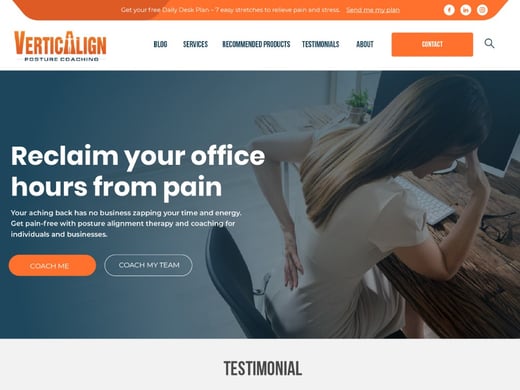 Get your free Daily Desk Plan – 7 easy stretches to relieve pain and stress. Send me my plan
VERTICALIGN
POSTURE COACHING
BLOG SERVICES RECOMMENDED PRODUCTS TESTIMONIALS ABOUT CONTACT
Reclaim your office
hours from pain
Your aching back has no business zapping your time and energy.
Get pain-free with posture alignment therapy and coaching for
individuals and businesses.
COACH ME COACH MY TEAM
TESTIMONIAL